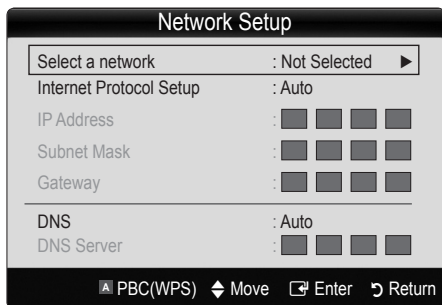 Network Setup
Select a network : Not Selected ▶
Internet Protocol Setup : Auto
IP Address :
Subnet Mask :
Gateway :
DNS : Auto
DNS Server :
A PBC(WPS) Move Enter Return